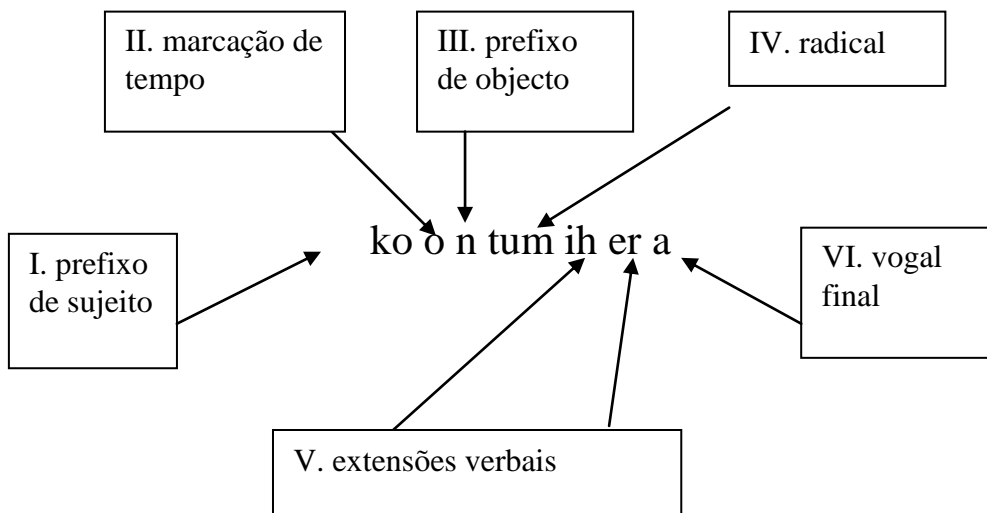 II. marcação de
tempo
III. prefixo
de objecto
IV. radical
ko o n tum ih er a
I. prefixo
de sujeito
VI. vogal
final
V. extensões verbais